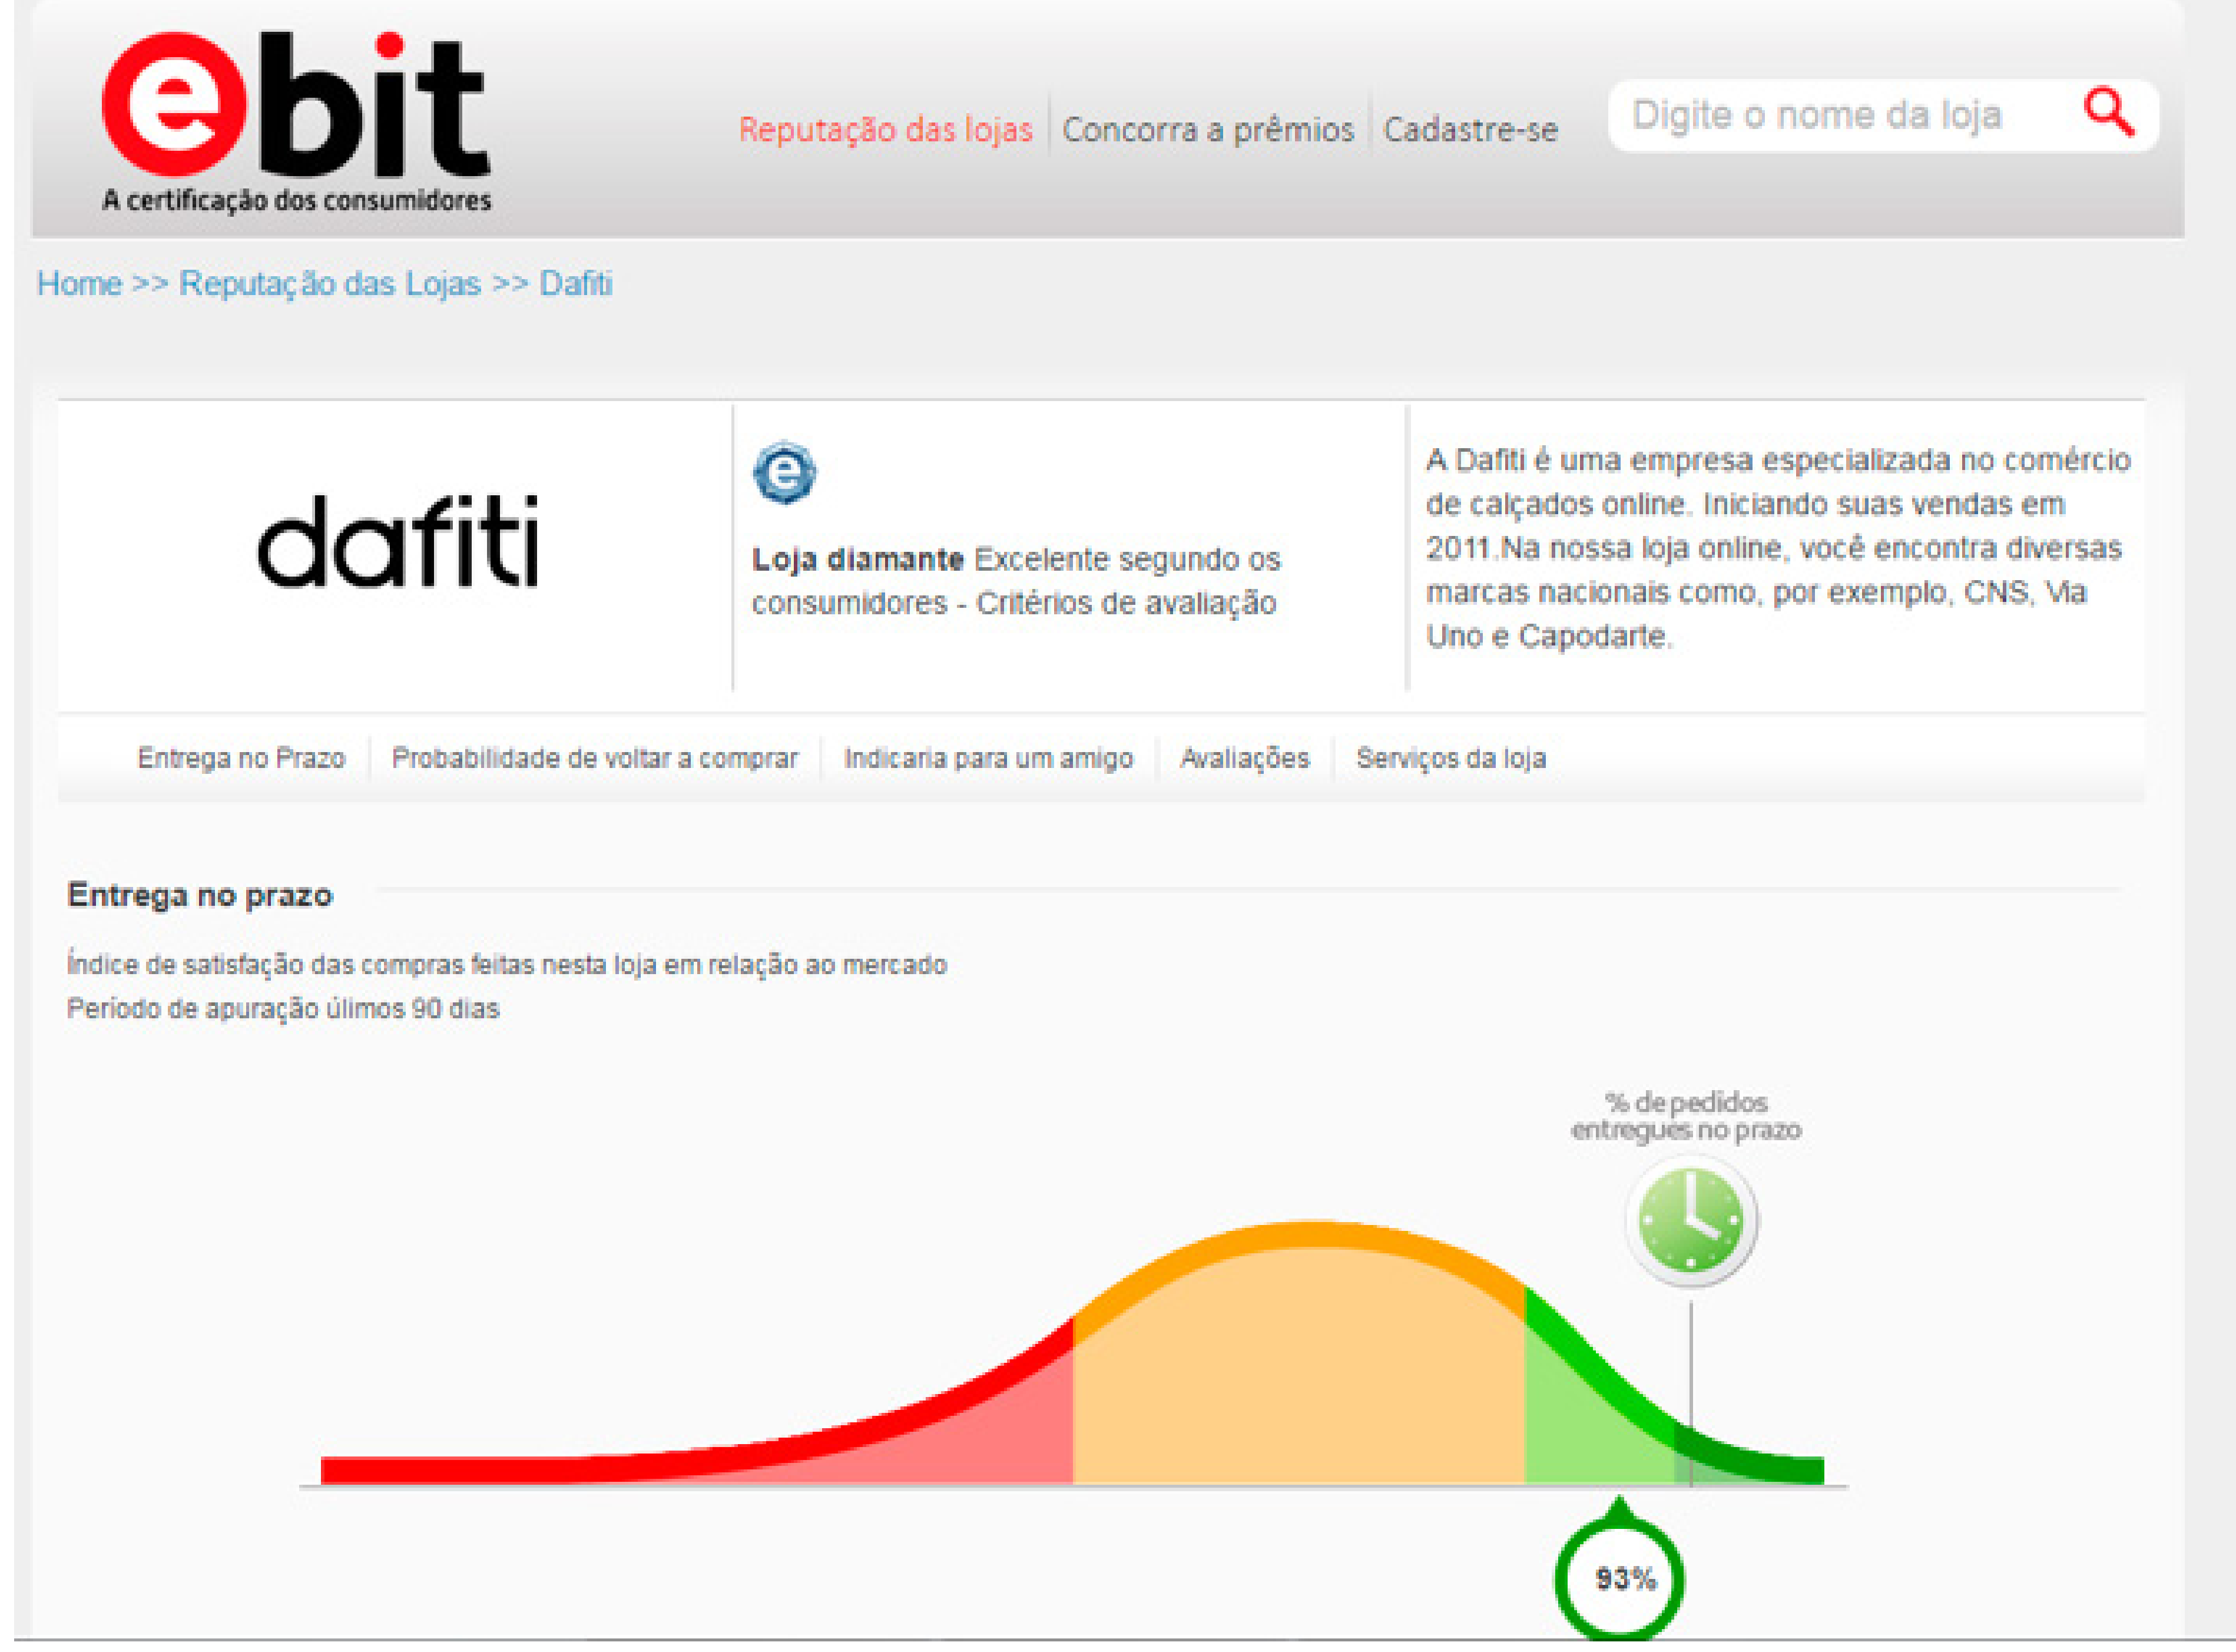 ebit
A certificação dos consumidores
Reputação das lojas
Concorra a prêmios
Cadastre-se
Digite o nome da loja
Home >> Reputação das Lojas >> Dafiti
dafiti
e
Loja diamante Excelente segundo os
consumidores - Critérios de avaliação
A Dafiti é uma empresa especializada no comércio
de calçados online. Iniciando suas vendas em
2011.Na nossa loja online, você encontra diversas
marcas nacionais como, por exemplo, CNS, Via
Uno e Capodarte.
Entrega no Prazo
Probabilidade de voltar a comprar
Indicaria para um amigo
Avaliações
Serviços da loja
Entrega no prazo
Índice de satisfação das compras feitas nesta loja em relação ao mercado
Período de apuração úlimos 90 dias
% de pedidos
entregues no prazo
93%